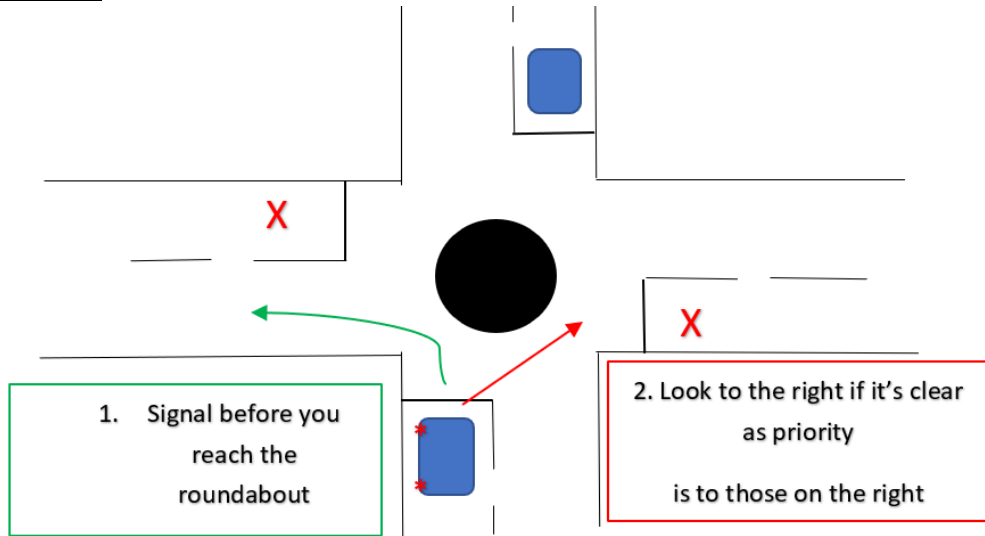 X
X
1. Signal before you
reach the
roundabout
2. Look to the right if it’s clear
as priority
is to those on the right